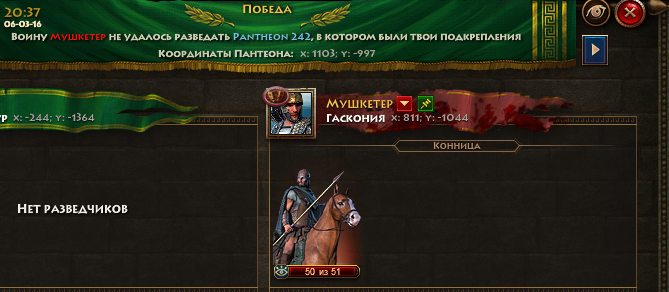 20:37
06-03-16
Победа
Воину Мушкетер не удалось разведать Pantheon 242, в котором были твои подкрепления
Координаты Пантеона: x: 1103; y: -997
ур x: -244; y: -1364
Мушкетер
Гаскония x: 811; y: -1044
Конница
Нет разведчиков
50 из 51